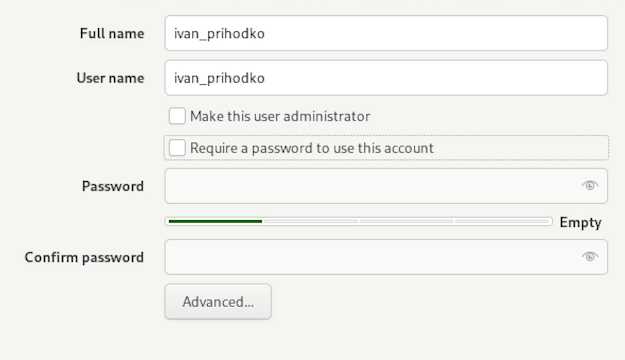 Full name ivan_prihodko
User name ivan_prihodko
Make this user administrator
Require a password to use this account
Password
Empty
Confirm password
Advanced...